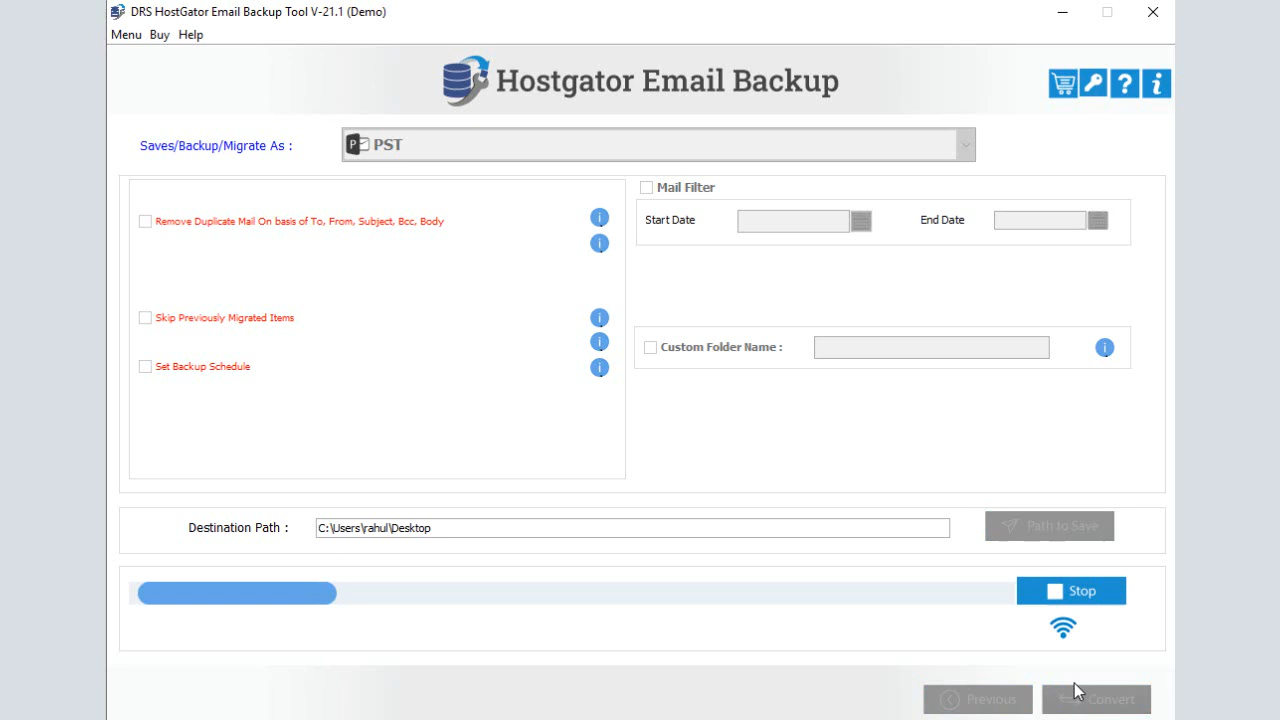 DRS HostGator Email Backup Tool V-21.1 (Demo)
Menu Buy Help
Hostgator Email Backup
Saves/Backup/Migrate As :
PST
Remove Duplicate Mail On basis of To, From, Subject, Bcc, Body
Mail Filter
Start Date
End Date
Skip Previously Migrated Items
Custom Folder Name :
Set Backup Schedule
Destination Path :
C:\Users\rahul\Desktop
Path to Save
Stop
Previous
Convert